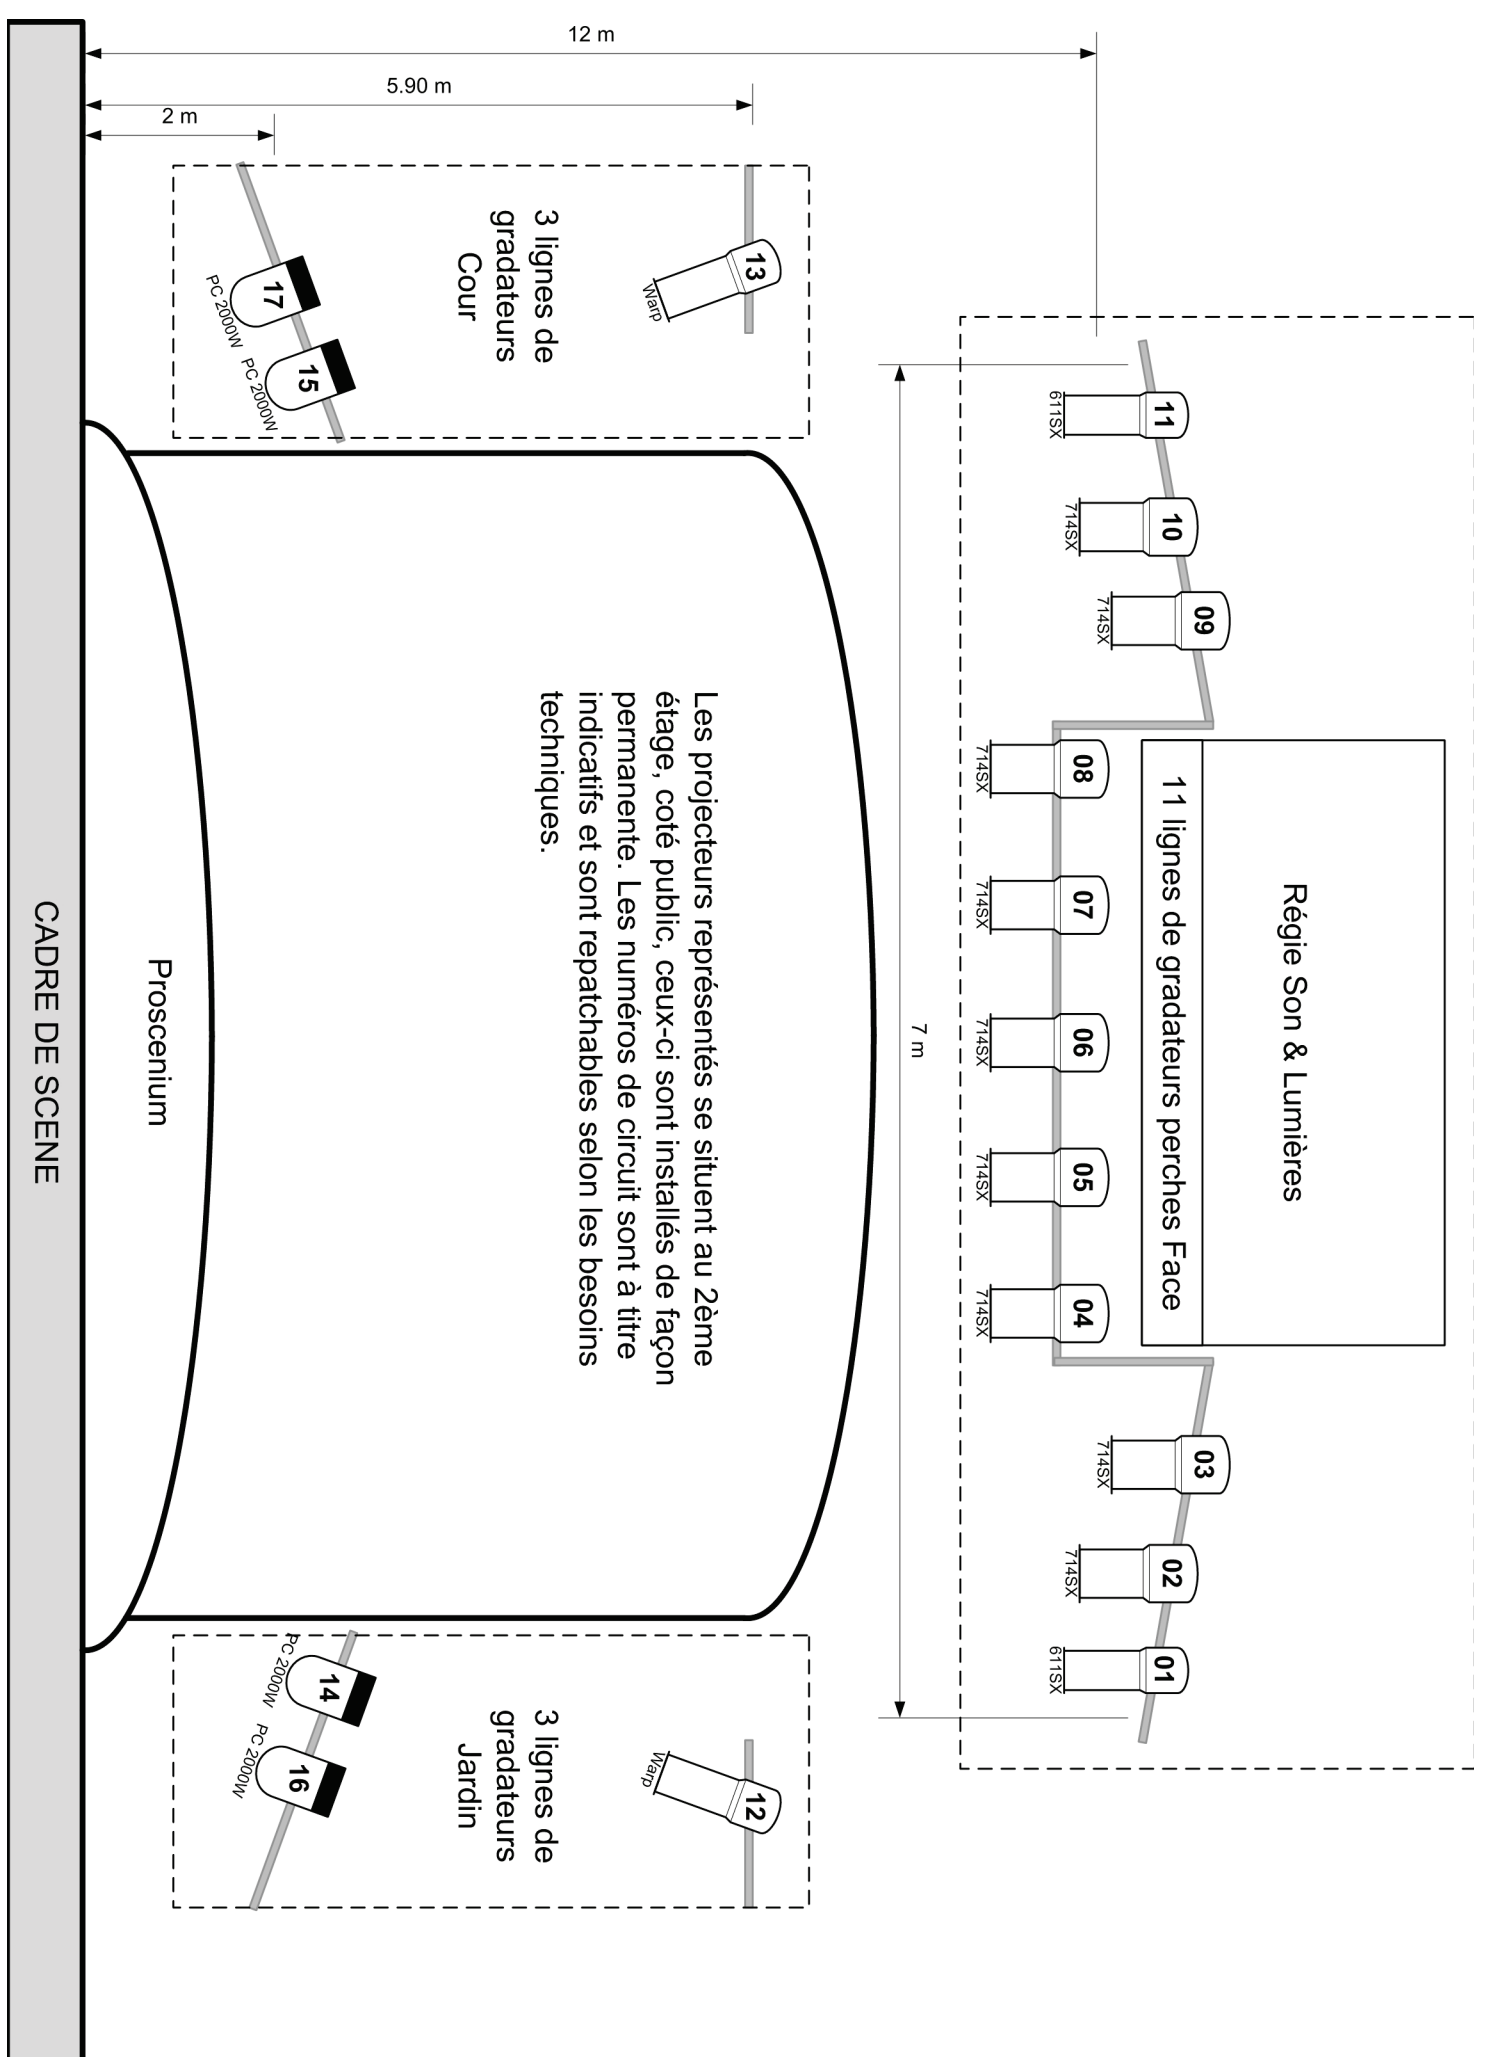 12 m
5.90 m
2 m
3 lignes de
gradateurs
Cour
13
Warp
17
PC 2000W
15
PC 2000W
11
611SX
10
714SX
09
714SX
08
714SX
07
714SX
06
714SX
05
714SX
04
714SX
03
714SX
02
714SX
01
611SX
Régie Son & Lumières
11 lignes de gradateurs perches Face
7 m
Les projecteurs représentés se situent au 2ème
étage, coté public, ceux-ci sont installés de façon
permanente. Les numéros de circuit sont à titre
indicatifs et sont repatchables selon les besoins
techniques.
Proscenium
CADRE DE SCENE
14
PC 2000W
16
PC 2000W
3 lignes de
gradateurs
Jardin
12
Warp